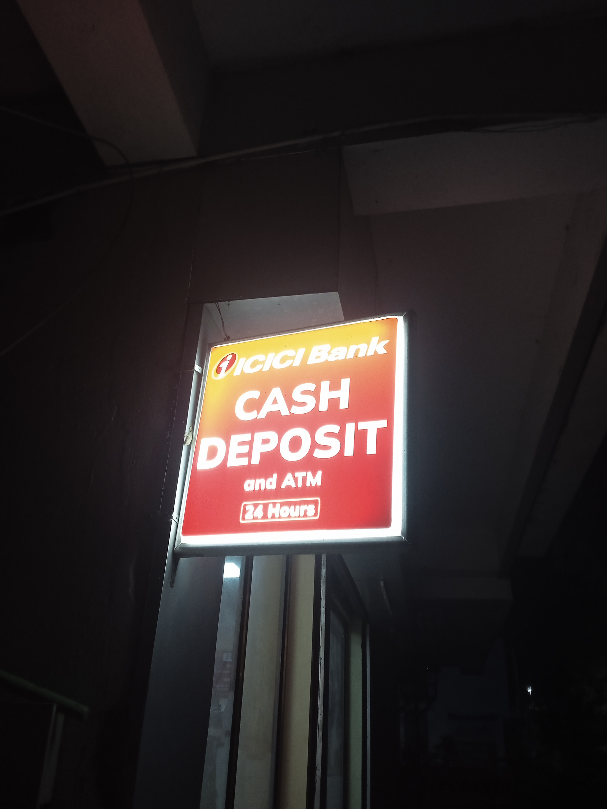 ICICI Bank
CASH
DEPOSIT
and ATM
24 Hours